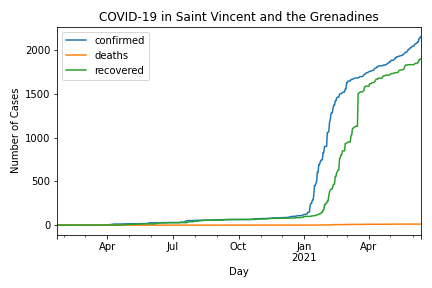 COVID-19 in Saint Vincent and the Grenadines
confirmed
deaths
recovered
2000
1500
1000
500
0
Number of Cases
Apr
Jul
Oct
Jan
2021
Apr
Day